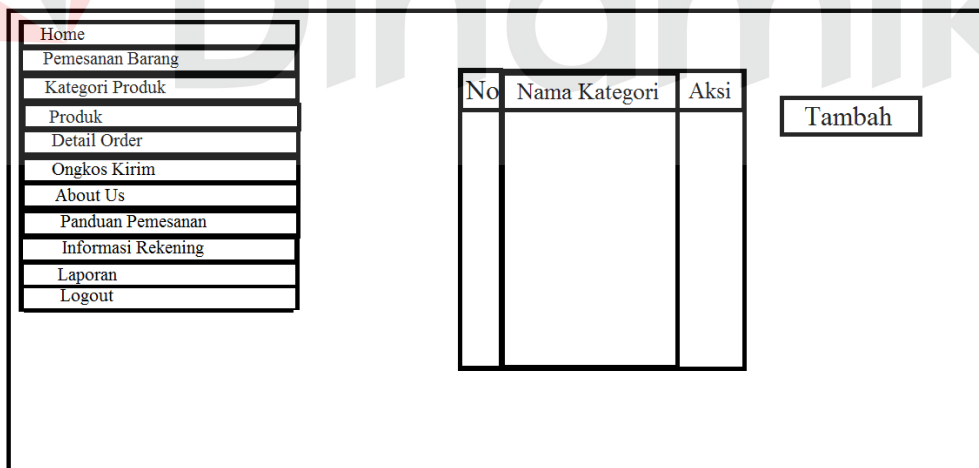 Dinamik
Home
Pemesanan Barang
Kategori Produk
Produk
Detail Order
Ongkos Kirim
About Us
Panduan Pemesanan
Informasi Rekening
Laporan
Logout
No Nama Kategori Aksi
Tambah